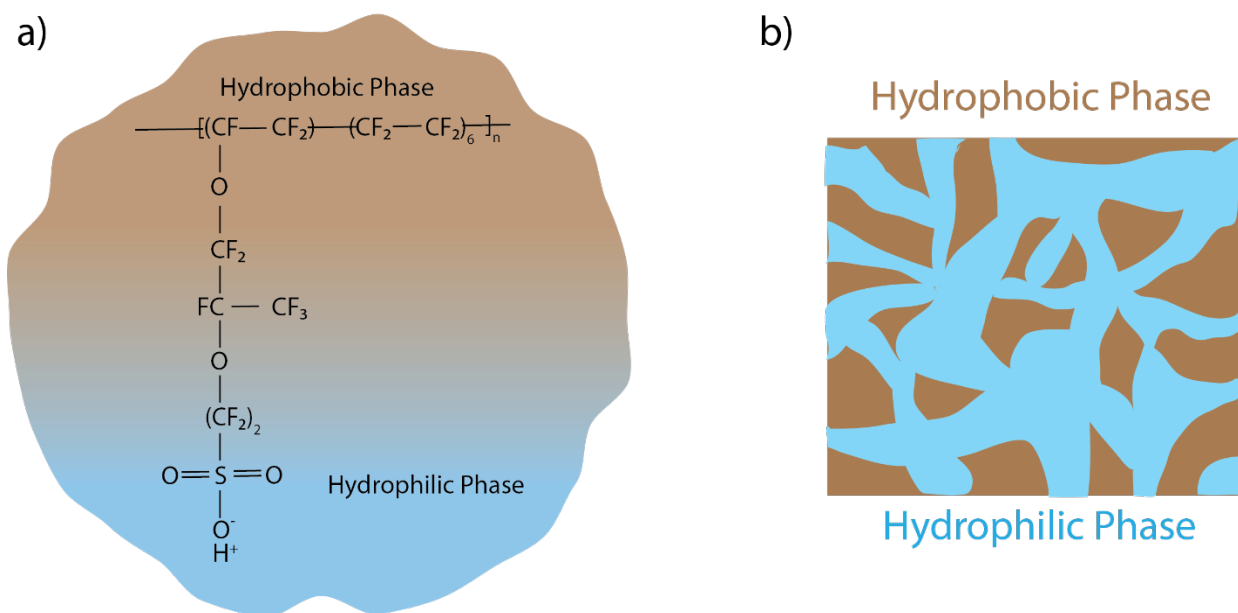 a)
Hydrophobic Phase
[(CF — CF₂) — (CF₂ — CF₂)₆ ]ₙ
O
CF₂
FC — CF₃
O
(CF₂)₂
O=S=O
O⁻
H⁺
Hydrophilic Phase
b)
Hydrophobic Phase
Hydrophilic Phase